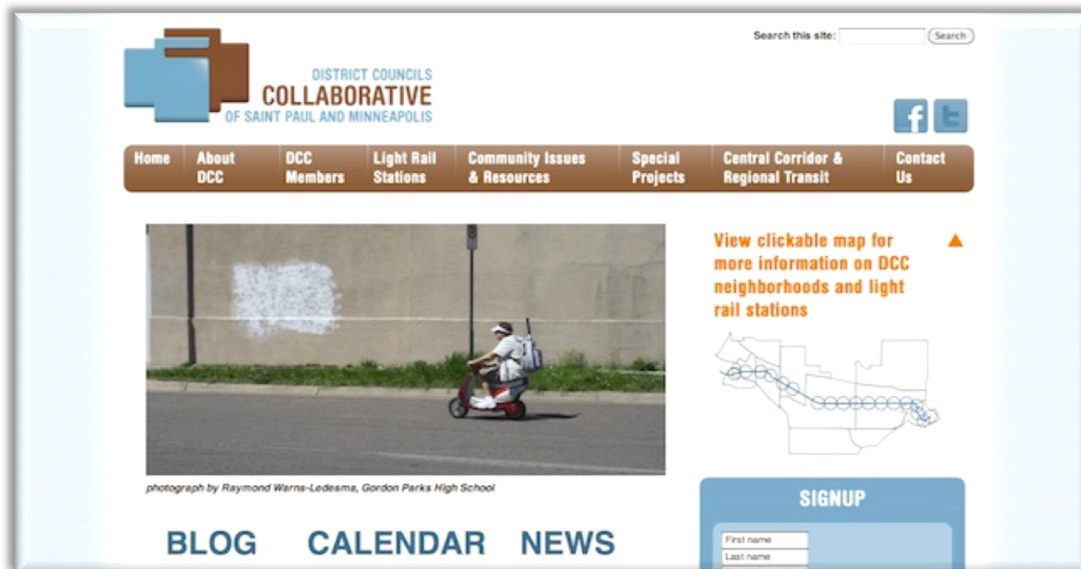 Search this site:
Search
DISTRICT COUNCILS
COLLABORATIVE
OF SAINT PAUL AND MINNEAPOLIS
f t
Home
About
DCC
DCC
Members
Light Rail
Stations
Community Issues
& Resources
Special
Projects
Central Corridor &
Regional Transit
Contact
Us
View clickable map for
more information on DCC
neighborhoods and light
rail stations
photograph by Raymond Warns-Ledesma, Gordon Parks High School
SIGNUP
BLOG CALENDAR NEWS
First name
Last name